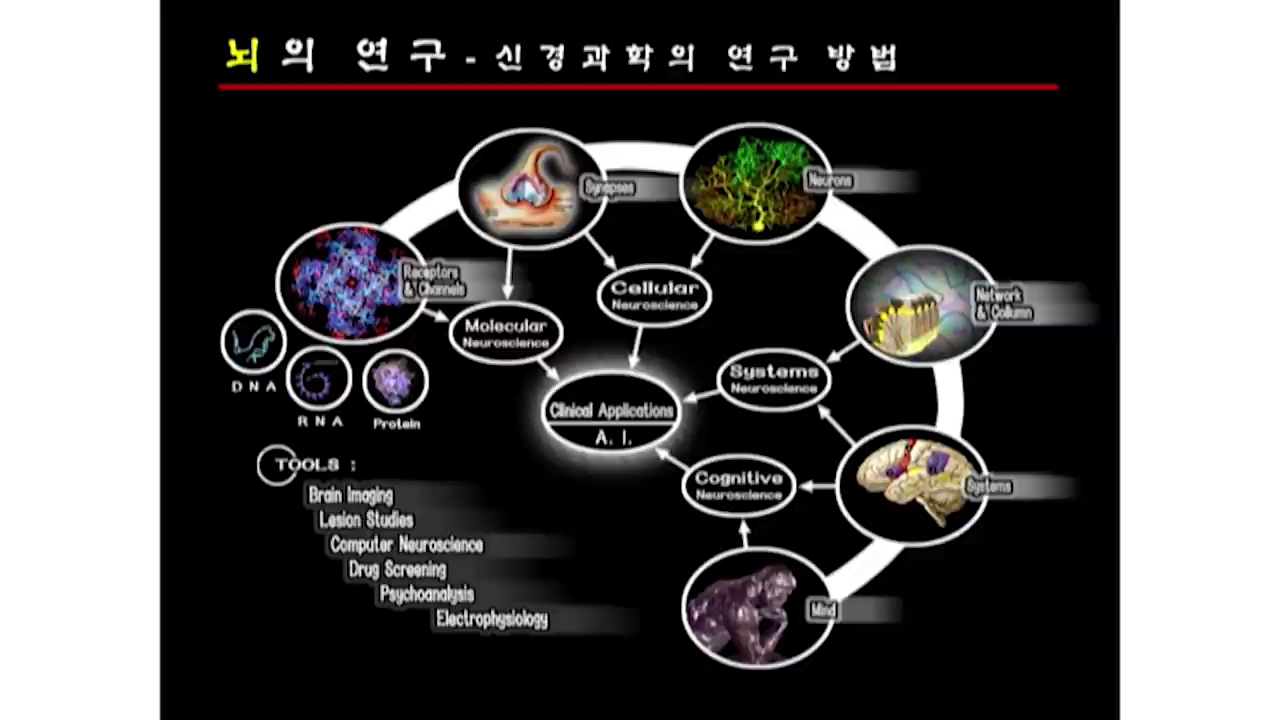 뇌의 연구 - 신경과학의 연구 방법
Synapses
Neurons
Receptors
& Channels
Cellular
Neuroscience
Network
& Collumn
Molecular
Neuroscience
DNA
RNA
Protein
Systems
Neuroscience
Clinical Applications
A. I.
Cognitive
Neuroscience
Systems
Mind
TOOLS :
Brain Imaging
Lesion Studies
Computer Neuroscience
Drug Screening
Psychoanalysis
Electrophysiology